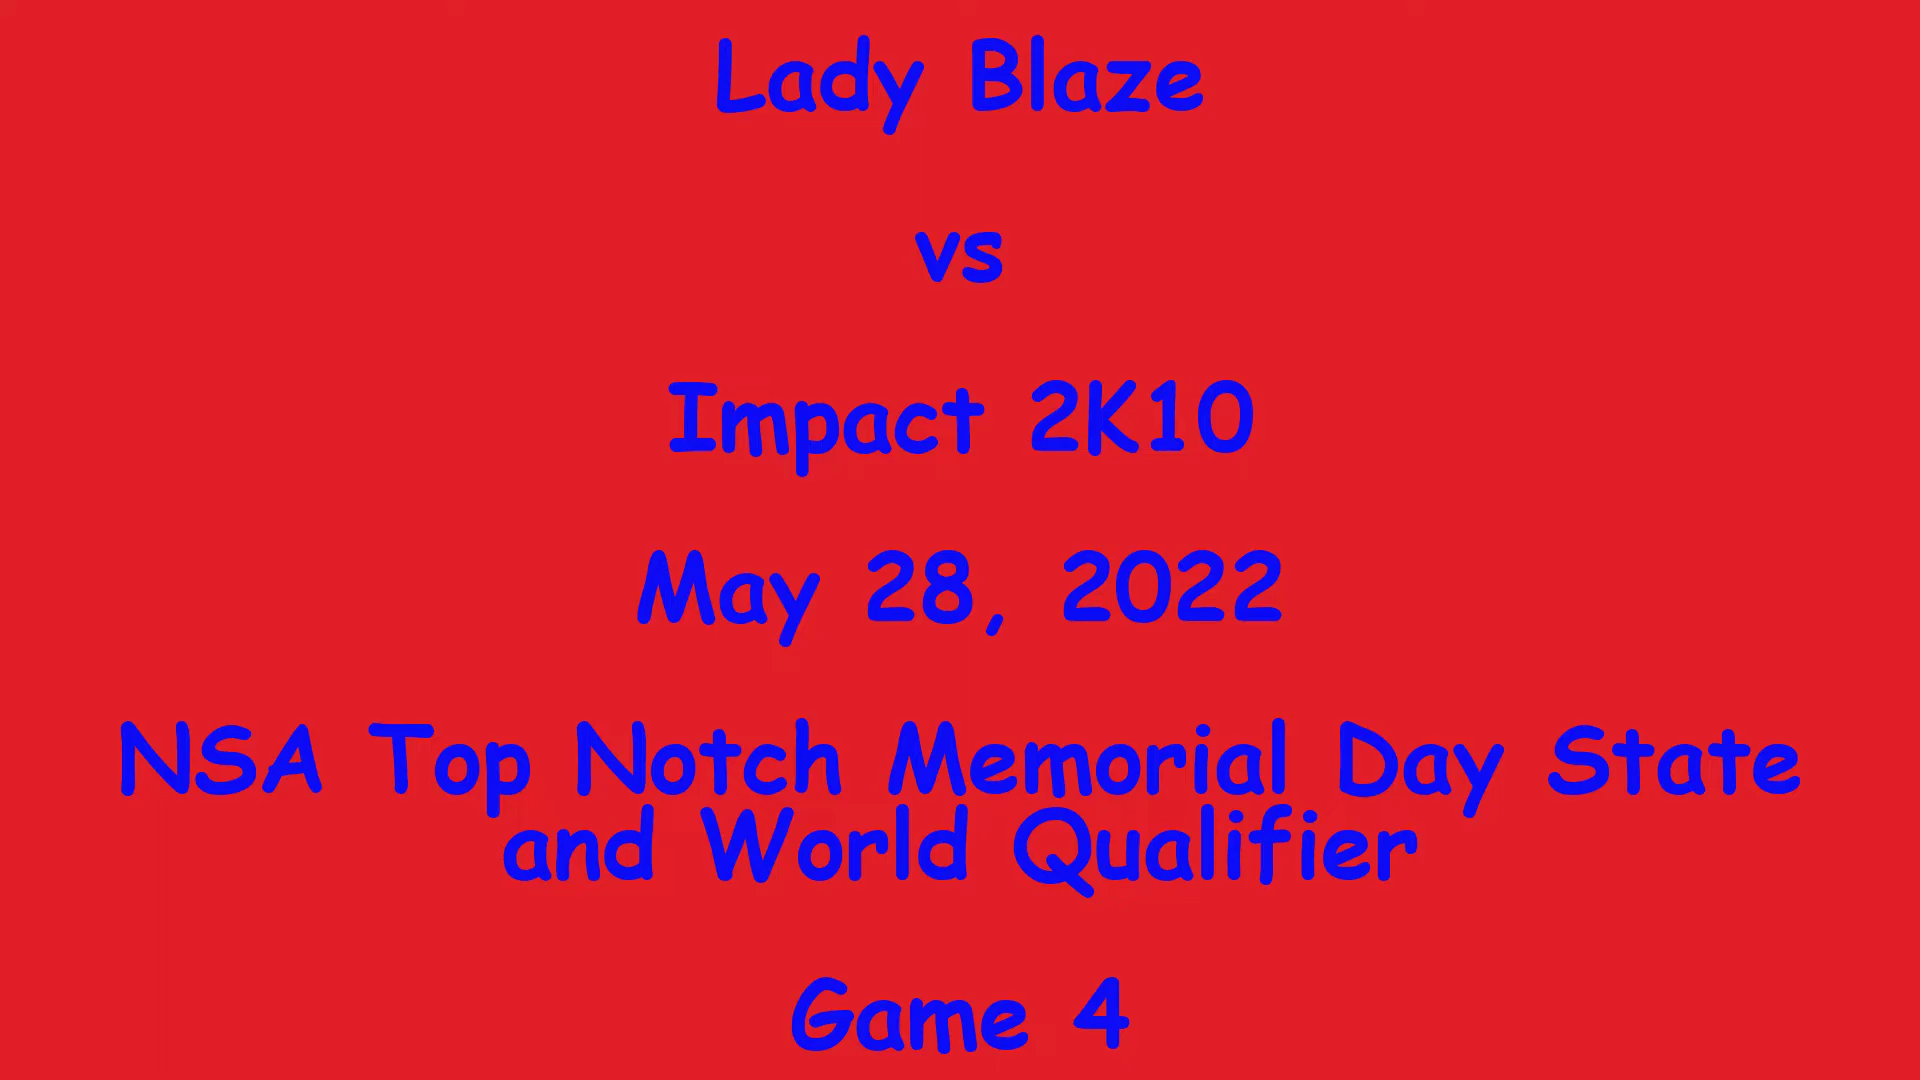 Lady Blaze
vs
Impact 2K10
May 28, 2022
NSA Top Notch Memorial Day State
and World Qualifier
Game 4